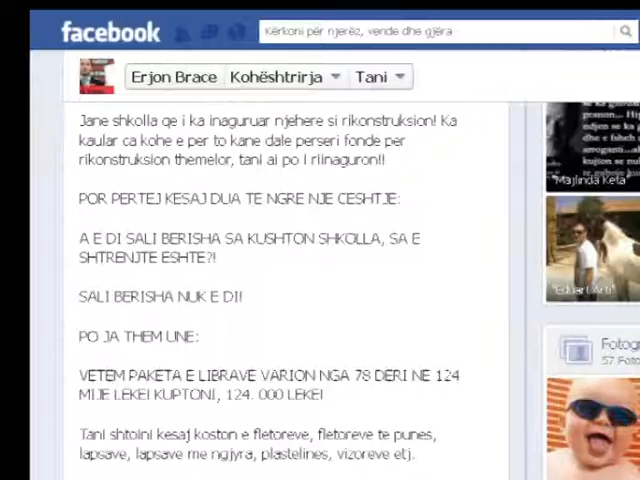 facebook
Kërkoni për njerëz, vende dhe gjëra
Erjon Brace Kohështrirja Tani
Jane shkolla qe i ka inaguruar njehere si rikonstruksion! Ka
kaular ca kohe e per to kane dale perseri fonde per
rikonstruksion themelor, tani ai po i riinaguron!!
POR PERTEJ KESAJ DUA TE NGRE NJE CESHTJE:
A E DI SALI BERISHA SA KUSHTON SHKOLLA, SA E
SHTRENJTE ESHTE?!
SALI BERISHA NUK E DI!
PO JA THEM UNE:
VETEM PAKETA E LIBRAVE VARION NGA 78 DERI NE 124
MIJE LEKE! KUPTONI, 124. 000 LEKE!
Tani shtoini kesaj koston e fletoreve, fletoreve te punes,
lapsave, lapsave me ngjyra, plastelines, vizoreve etj.
"Majlinda Keta"
"Eduart Arti"
Fotogr
57 Foto